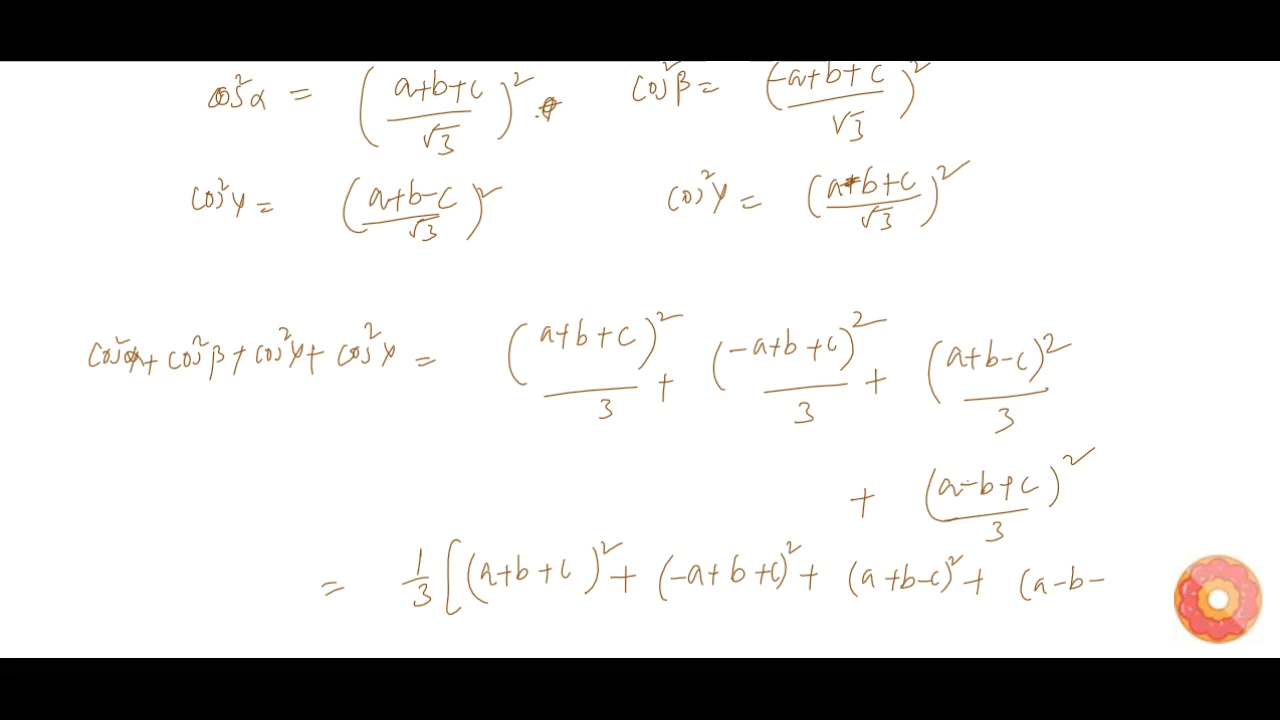 cos²α = ((a+b+c)/√3)² cos²β = ((-a+b+c)/√3)²
cos²γ = ((a+b-c)/√3)² cos²γ = ((a-b+c)/√3)²
cos²α + cos²β + cos²γ + cos²γ = (a+b+c)²/3 + (-a+b+c)²/3 + (a+b-c)²/3
+ (a-b+c)²/3
= 1/3 [(a+b+c)² + (-a+b+c)² + (a+b-c)² + (a-b-